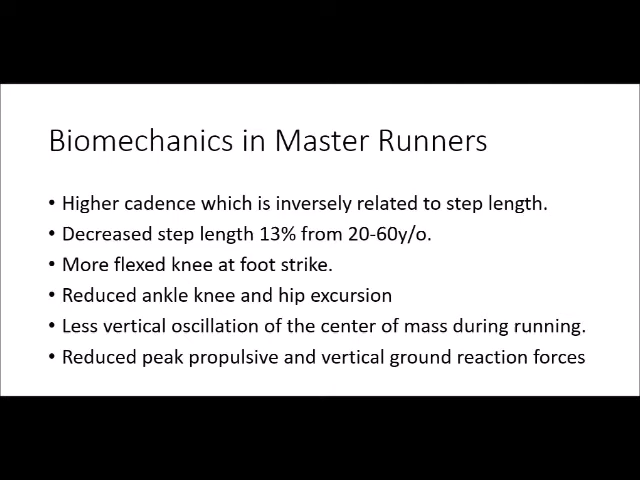 Biomechanics in Master Runners
• Higher cadence which is inversely related to step length.
• Decreased step length 13% from 20-60y/o.
• More flexed knee at foot strike.
• Reduced ankle knee and hip excursion
• Less vertical oscillation of the center of mass during running.
• Reduced peak propulsive and vertical ground reaction forces